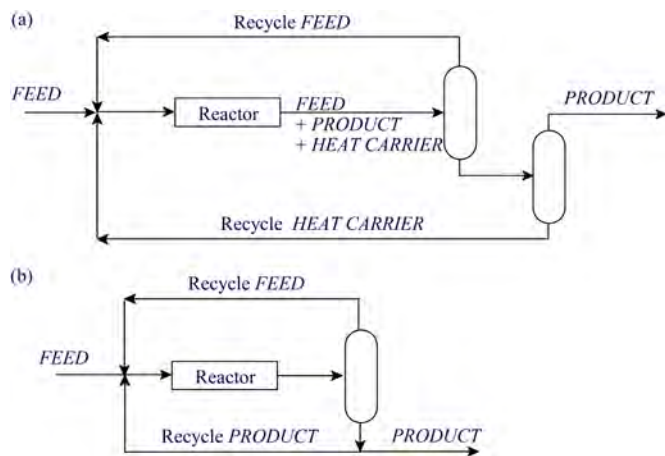 (a)
Recycle FEED
FEED
Reactor
FEED
+ PRODUCT
+ HEAT CARRIER
PRODUCT
Recycle HEAT CARRIER
(b)
Recycle FEED
FEED
Reactor
Recycle PRODUCT
PRODUCT